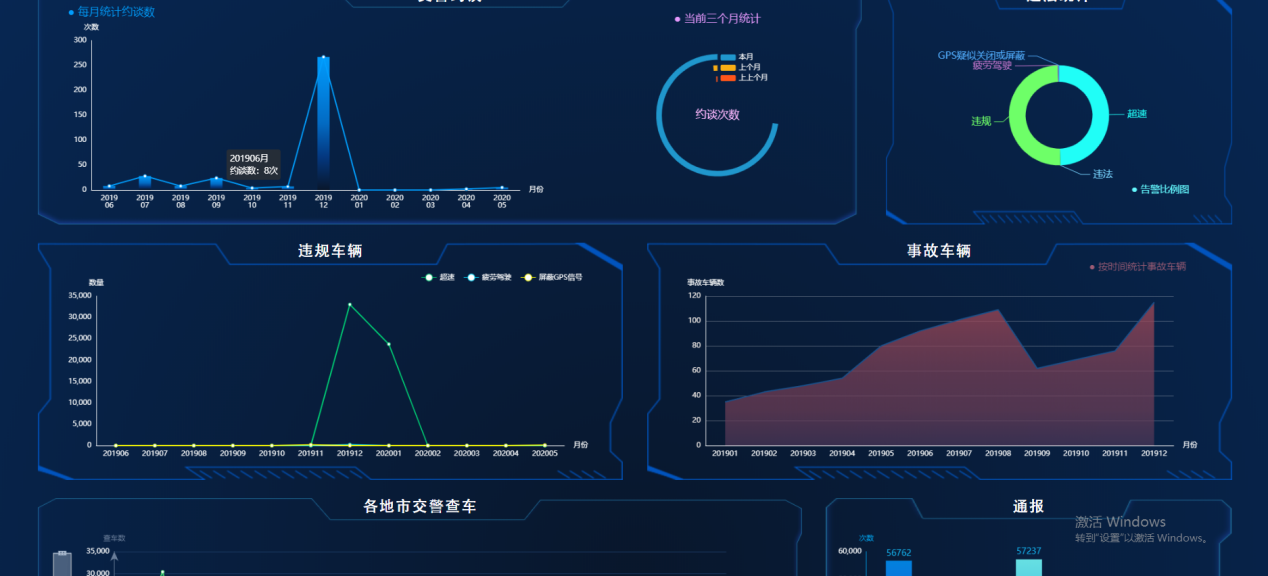 每月统计约谈数
次数
300
250
200
150
100
50
0
201906月
约谈数：8次
2019 06
2019 07
2019 08
2019 09
2019 10
2019 11
2019 12
2020 01
2020 02
2020 03
2020 04
2020 05
月份
当前三个月统计
本月
上个月
上上个月
约谈次数
GPS疑似关闭或屏蔽
疲劳驾驶
违规
超速
违法
告警比例图
违规车辆
超速 疲劳驾驶 屏蔽GPS信号
数量
35,000
30,000
25,000
20,000
15,000
10,000
5,000
0
201906 201907 201908 201909 201910 201911 201912 202001 202002 202003 202004 202005
月份
事故车辆
按时间统计事故车辆
事故车辆数
120
100
80
60
40
20
0
201901 201902 201903 201904 201905 201906 201907 201908 201909 201910 201911 201912
月份
各地市交警查车
查车数
35,000
30,000
通报
次数
60,000
56762
57237
激活 Windows
转到"设置"以激活 Windows。